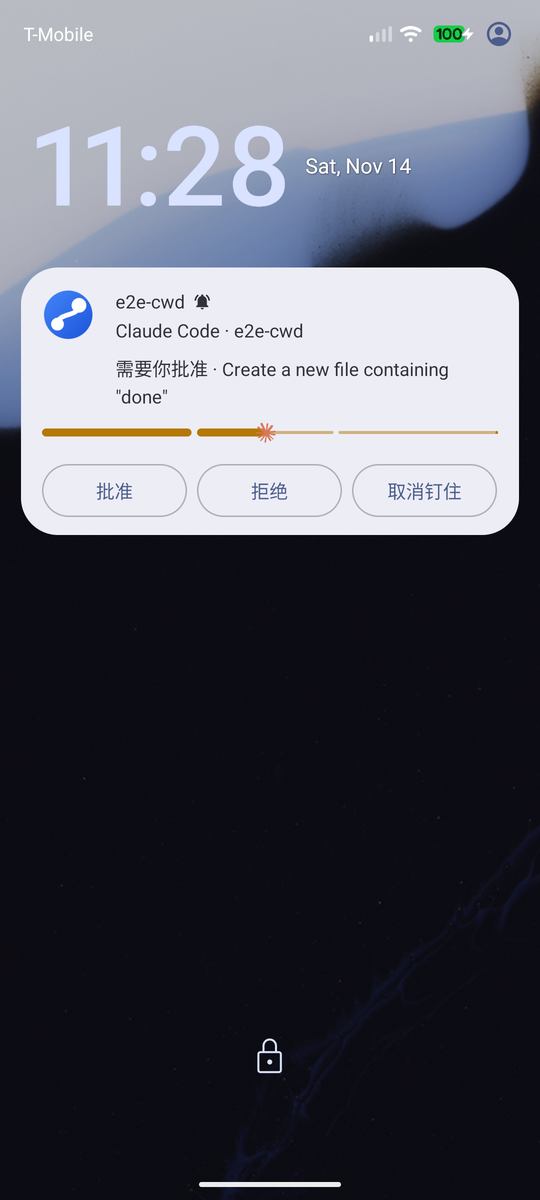 T-Mobile
100
11:28
Sat, Nov 14
e2e-cwd
Claude Code · e2e-cwd
需要你批准 · Create a new file containing
"done"
批准
拒绝
取消钉住